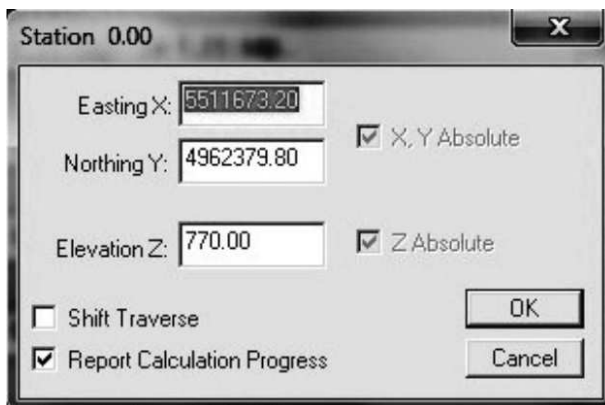 Station 0.00
Easting X: 5511673.20
X, Y Absolute
Northing Y: 4962379.80
Elevation Z: 770.00
Z Absolute
Shift Traverse
OK
Report Calculation Progress
Cancel